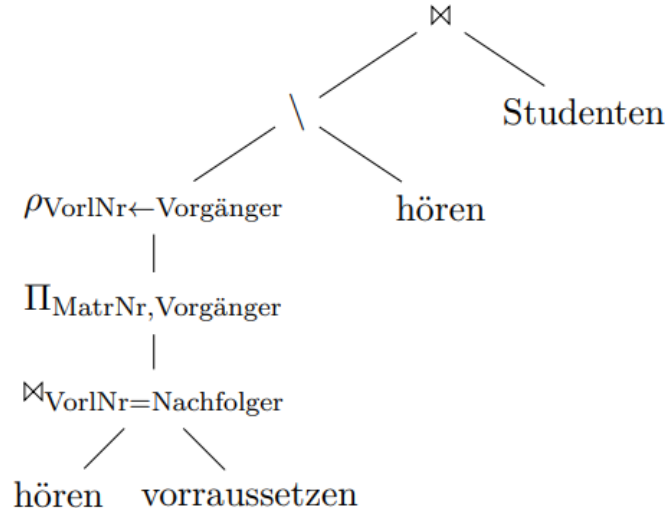 ⋈
\ Studenten
ρVorlNr←Vorgänger hören
ΠMatrNr,Vorgänger
⋈VorlNr=Nachfolger
hören vorraussetzen